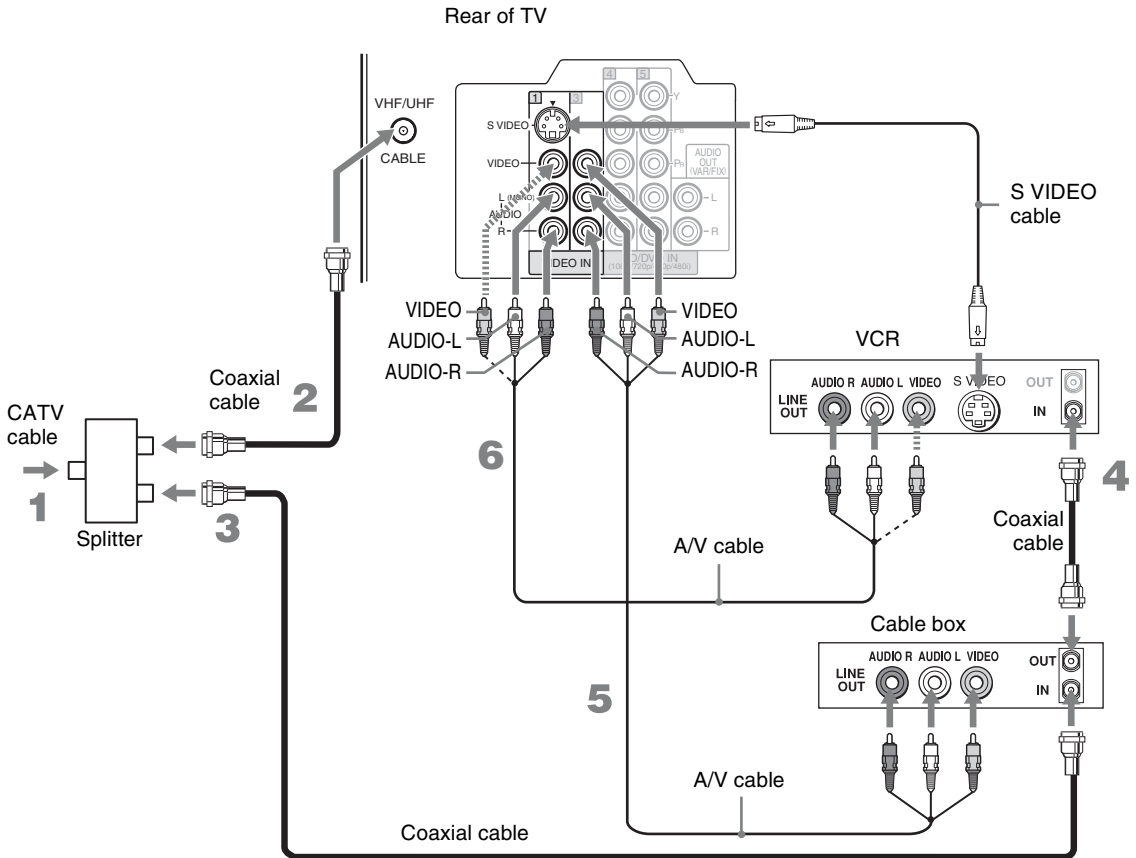 Rear of TV
VHF/UHF
CABLE
1
3
4
5
S VIDEO
VIDEO
L (MONO)
AUDIO
R
Y
PB
PR
AUDIO
OUT
(VAR/FIX)
L
R
VIDEO IN
IN
S VIDEO
cable
VIDEO
AUDIO-L
AUDIO-R
VIDEO
AUDIO-L
AUDIO-R
VCR
AUDIO R AUDIO L VIDEO S VIDEO
LINE
OUT
OUT
IN
Coaxial
cable
2
CATV
cable
1
Splitter
3
6
4
A/V cable
Coaxial
cable
Cable box
AUDIO R AUDIO L VIDEO
LINE
OUT
OUT
IN
5
A/V cable
Coaxial cable